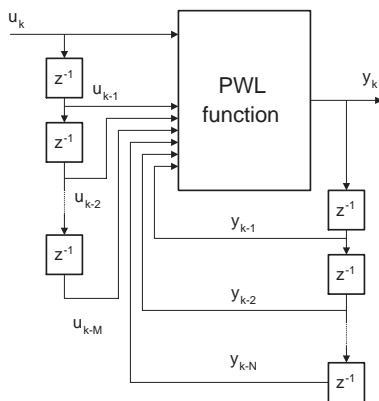 u_k
y_k
PWL
function
z^-1
u_k-1
z^-1
u_k-2
z^-1
u_k-M
z^-1
y_k-1
z^-1
y_k-2
z^-1
y_k-N